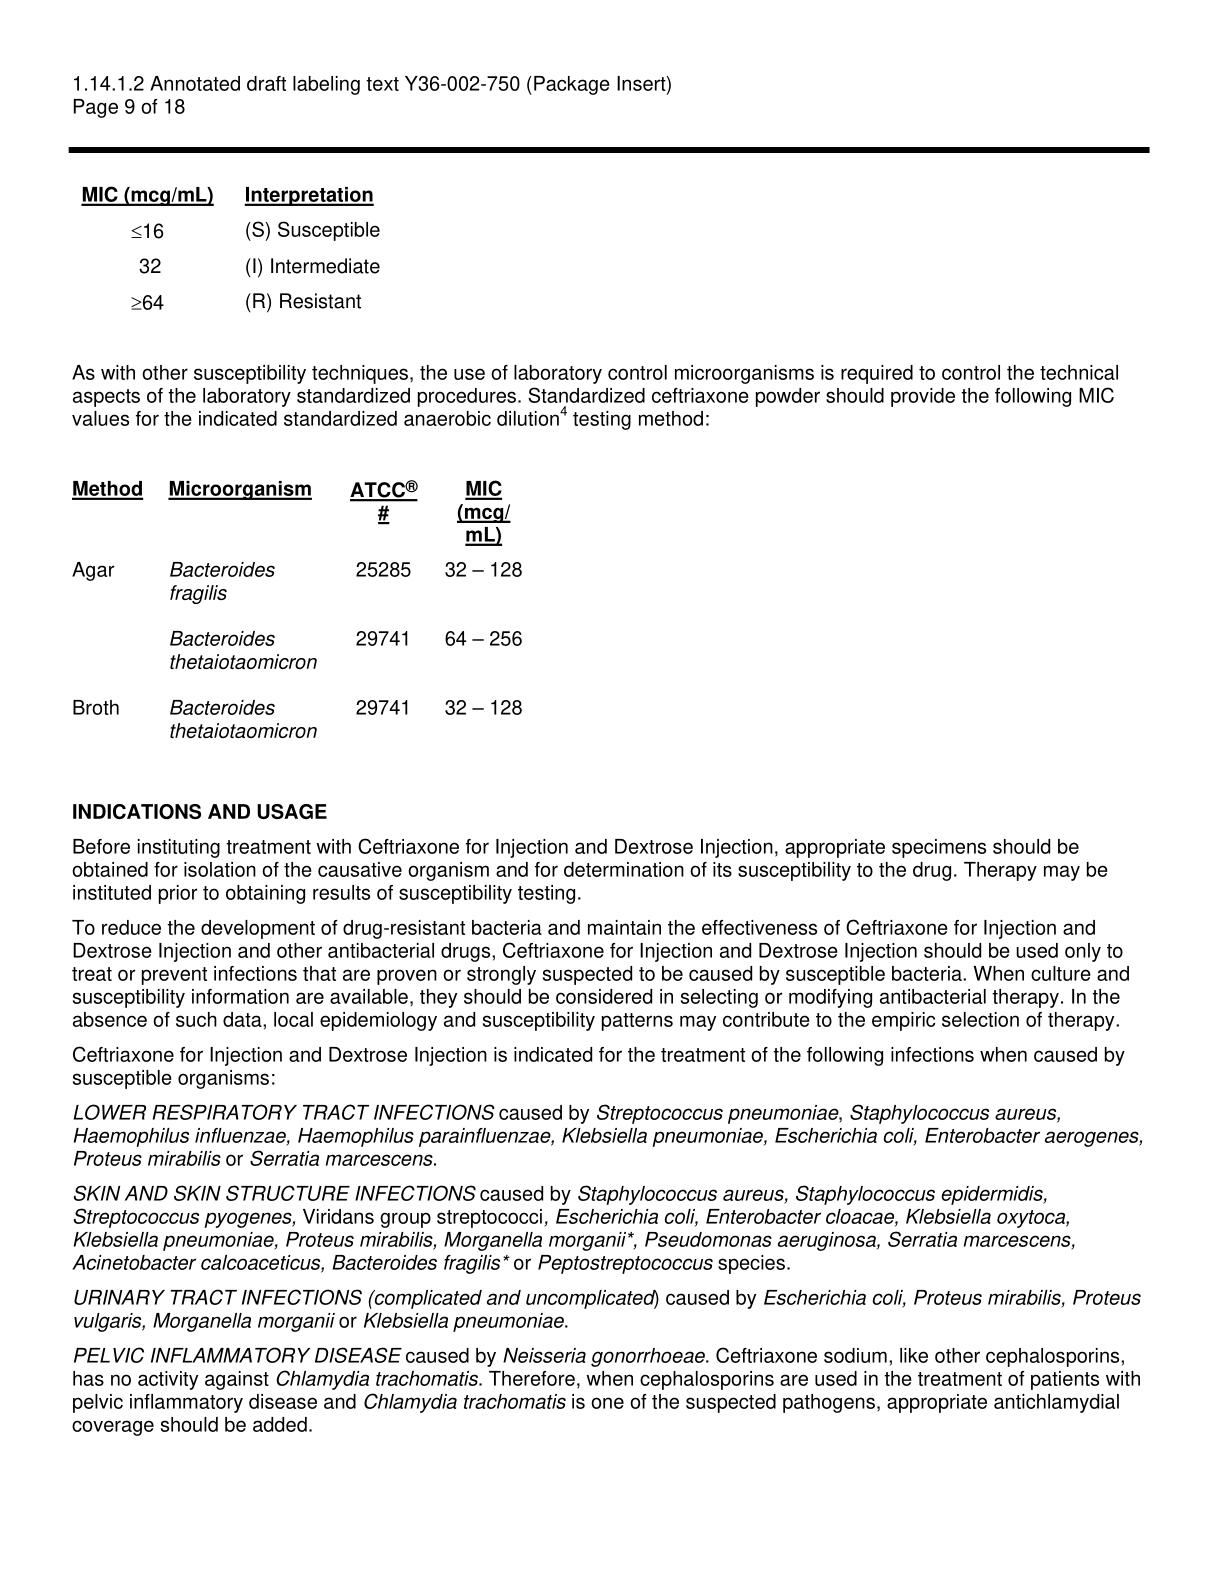 1.14.1.2 Annotated draft labeling text Y36-002-750 (Package Insert)
Page 9 of 18
MIC (mcg/mL) Interpretation
≤16 (S) Susceptible
32 (I) Intermediate
≥64 (R) Resistant
As with other susceptibility techniques, the use of laboratory control microorganisms is required to control the technical
aspects of the laboratory standardized procedures. Standardized ceftriaxone powder should provide the following MIC
values for the indicated standardized anaerobic dilution4 testing method:
Method Microorganism ATCC® MIC
# (mcg/
mL)
Agar Bacteroides 25285 32 – 128
fragilis
Bacteroides 29741 64 – 256
thetaiotaomicron
Broth Bacteroides 29741 32 – 128
thetaiotaomicron
INDICATIONS AND USAGE
Before instituting treatment with Ceftriaxone for Injection and Dextrose Injection, appropriate specimens should be
obtained for isolation of the causative organism and for determination of its susceptibility to the drug. Therapy may be
instituted prior to obtaining results of susceptibility testing.
To reduce the development of drug-resistant bacteria and maintain the effectiveness of Ceftriaxone for Injection and
Dextrose Injection and other antibacterial drugs, Ceftriaxone for Injection and Dextrose Injection should be used only to
treat or prevent infections that are proven or strongly suspected to be caused by susceptible bacteria. When culture and
susceptibility information are available, they should be considered in selecting or modifying antibacterial therapy. In the
absence of such data, local epidemiology and susceptibility patterns may contribute to the empiric selection of therapy.
Ceftriaxone for Injection and Dextrose Injection is indicated for the treatment of the following infections when caused by
susceptible organisms:
LOWER RESPIRATORY TRACT INFECTIONS caused by Streptococcus pneumoniae, Staphylococcus aureus,
Haemophilus influenzae, Haemophilus parainfluenzae, Klebsiella pneumoniae, Escherichia coli, Enterobacter aerogenes,
Proteus mirabilis or Serratia marcescens.
SKIN AND SKIN STRUCTURE INFECTIONS caused by Staphylococcus aureus, Staphylococcus epidermidis,
Streptococcus pyogenes, Viridans group streptococci, Escherichia coli, Enterobacter cloacae, Klebsiella oxytoca,
Klebsiella pneumoniae, Proteus mirabilis, Morganella morganii*, Pseudomonas aeruginosa, Serratia marcescens,
Acinetobacter calcoaceticus, Bacteroides fragilis* or Peptostreptococcus species.
URINARY TRACT INFECTIONS (complicated and uncomplicated) caused by Escherichia coli, Proteus mirabilis, Proteus
vulgaris, Morganella morganii or Klebsiella pneumoniae.
PELVIC INFLAMMATORY DISEASE caused by Neisseria gonorrhoeae. Ceftriaxone sodium, like other cephalosporins,
has no activity against Chlamydia trachomatis. Therefore, when cephalosporins are used in the treatment of patients with
pelvic inflammatory disease and Chlamydia trachomatis is one of the suspected pathogens, appropriate antichlamydial
coverage should be added.